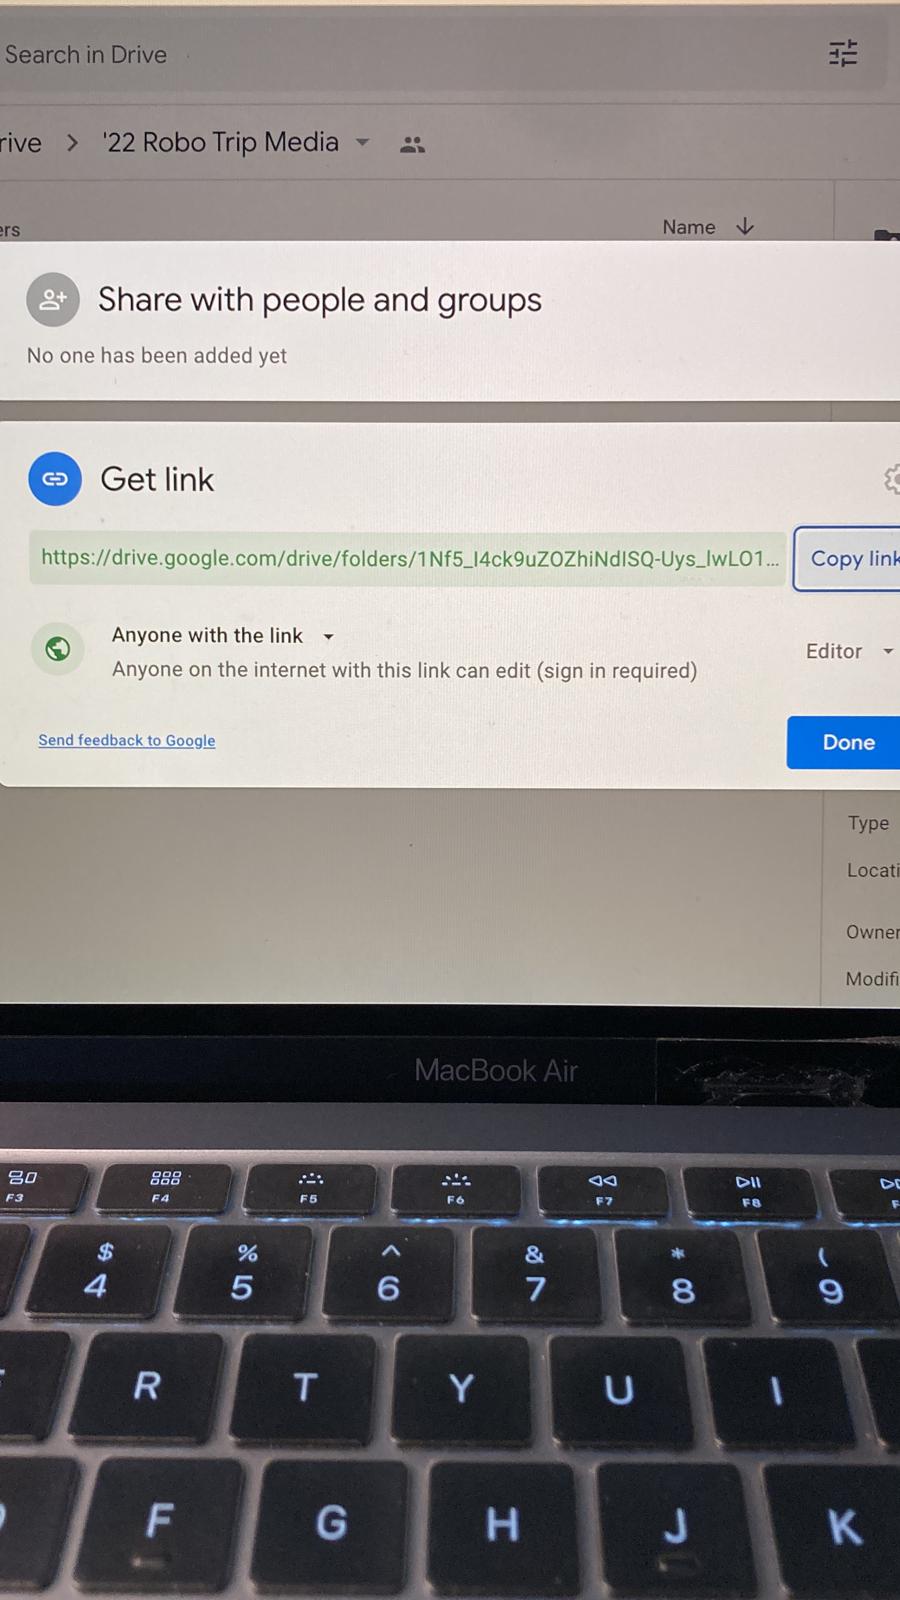 Search in Drive
rive > '22 Robo Trip Media
ers
Name
Share with people and groups
No one has been added yet
Get link
https://drive.google.com/drive/folders/1Nf5_I4ck9uZOZhiNdISQ-Uys_lwLO1...
Copy link
Anyone with the link
Anyone on the internet with this link can edit (sign in required)
Editor
Send feedback to Google
Done
Type
Locati
Owner
Modifi
MacBook Air
F3 F4 F5 F6 F7 F8 F
$ % ^ & * (
4 5 6 7 8 9
R T Y U I
F G H J K